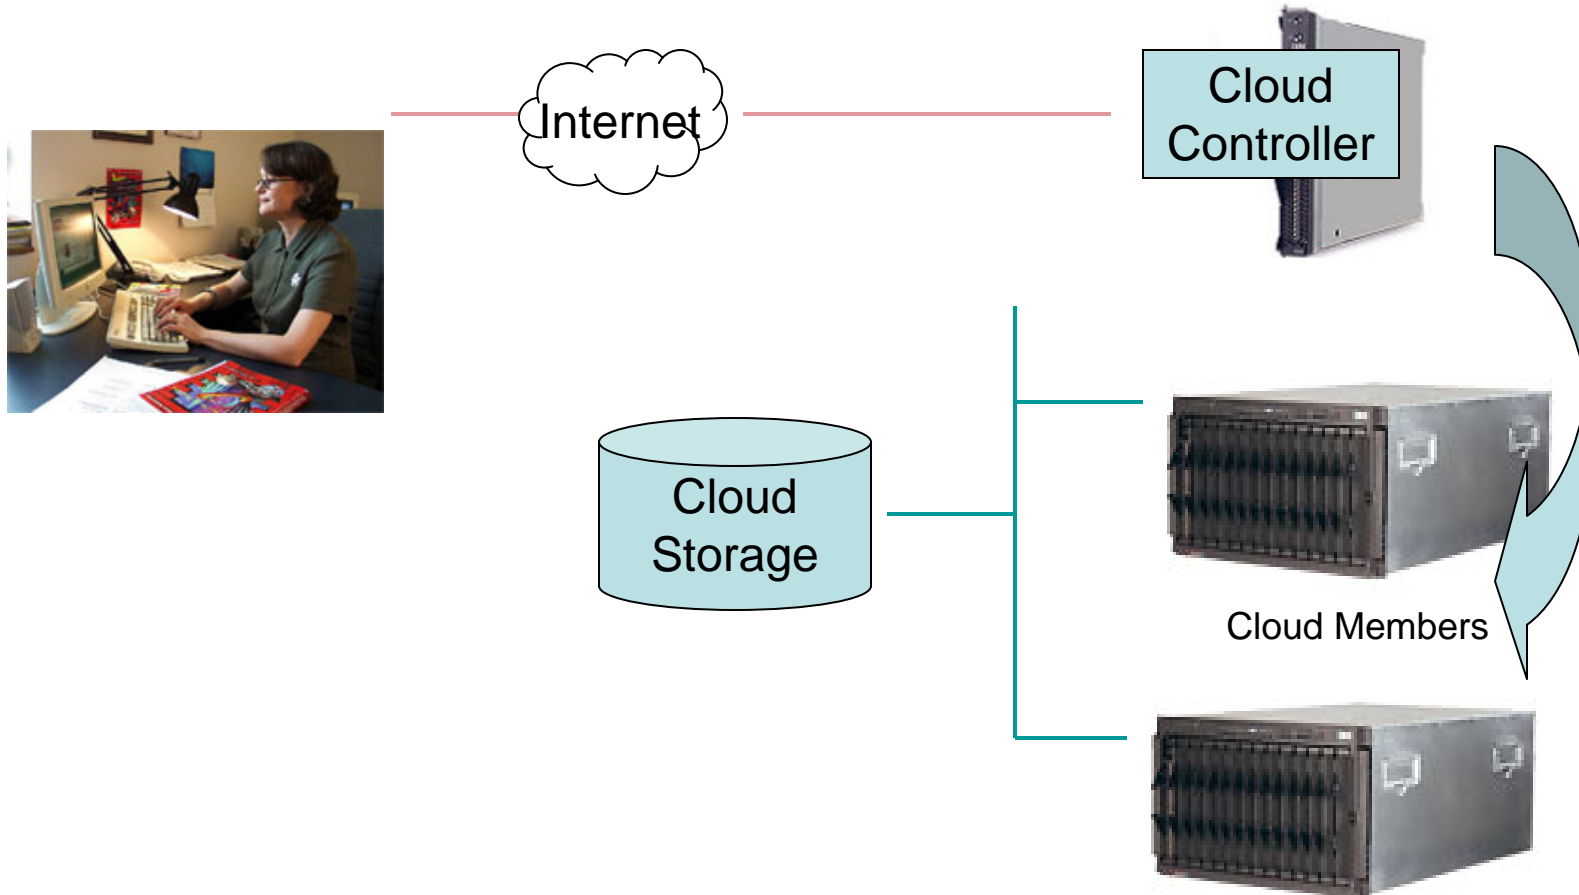 Internet
Cloud
Controller
Cloud
Storage
Cloud Members